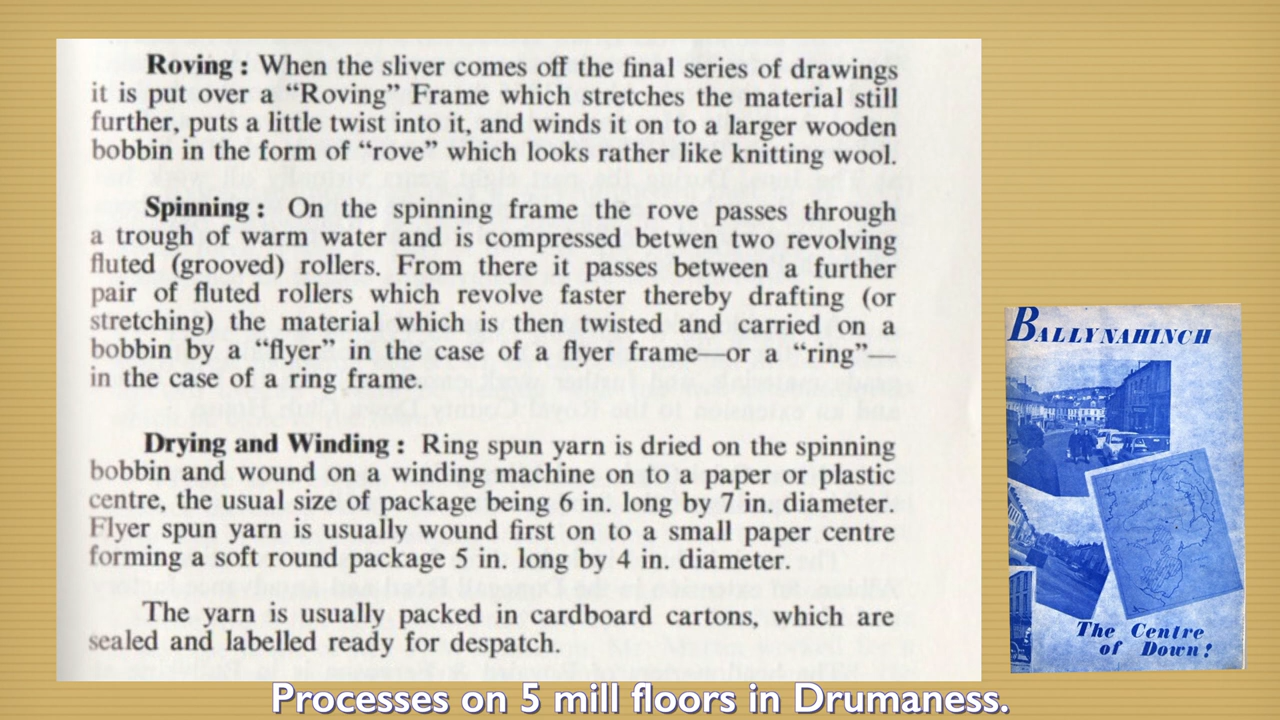 Roving : When the sliver comes off the final series of drawings
it is put over a “Roving” Frame which stretches the material still
further, puts a little twist into it, and winds it on to a larger wooden
bobbin in the form of “rove” which looks rather like knitting wool.
Spinning : On the spinning frame the rove passes through
a trough of warm water and is compressed betwen two revolving
fluted (grooved) rollers. From there it passes between a further
pair of fluted rollers which revolve faster thereby drafting (or
stretching) the material which is then twisted and carried on a
bobbin by a “flyer” in the case of a flyer frame—or a “ring”—
in the case of a ring frame.
Drying and Winding : Ring spun yarn is dried on the spinning
bobbin and wound on a winding machine on to a paper or plastic
centre, the usual size of package being 6 in. long by 7 in. diameter.
Flyer spun yarn is usually wound first on to a small paper centre
forming a soft round package 5 in. long by 4 in. diameter.
The yarn is usually packed in cardboard cartons, which are
sealed and labelled ready for despatch.
BALLYNAHINCH
The Centre
of Down!
Processes on 5 mill floors in Drumaness.